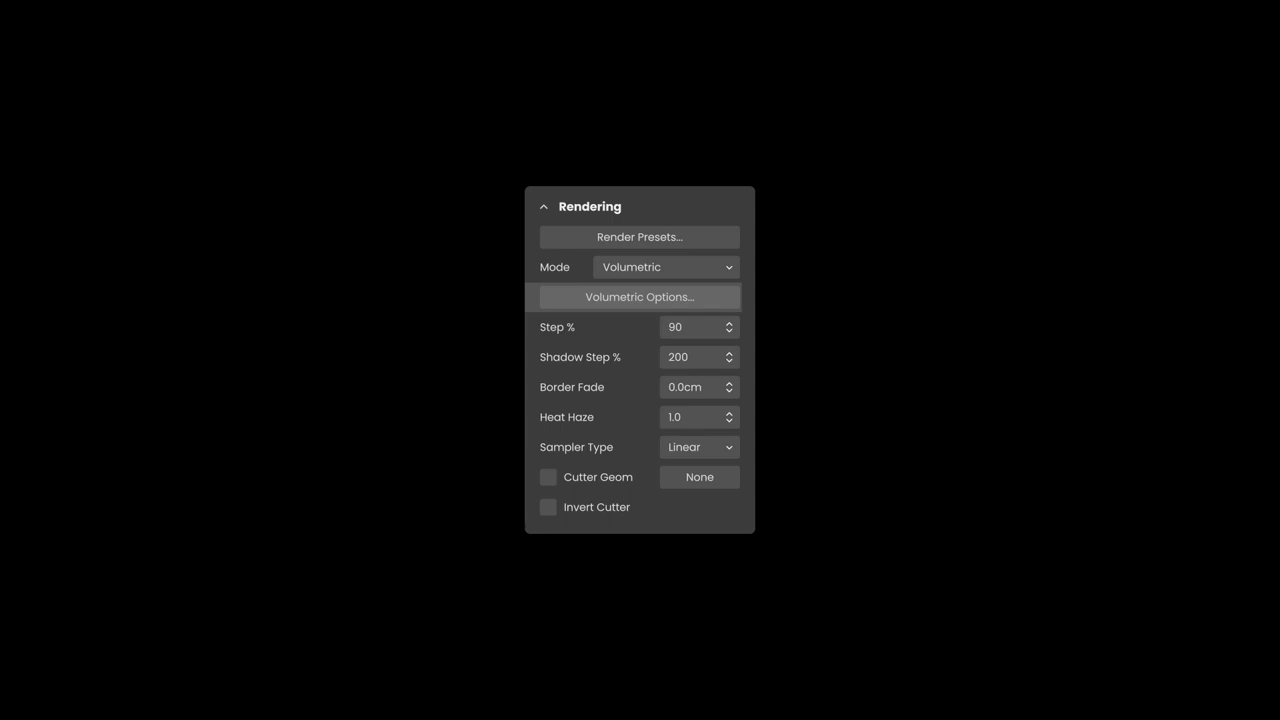 Rendering
Render Presets...
Mode Volumetric
Volumetric Options...
Step % 90
Shadow Step % 200
Border Fade 0.0cm
Heat Haze 1.0
Sampler Type Linear
Cutter Geom None
Invert Cutter